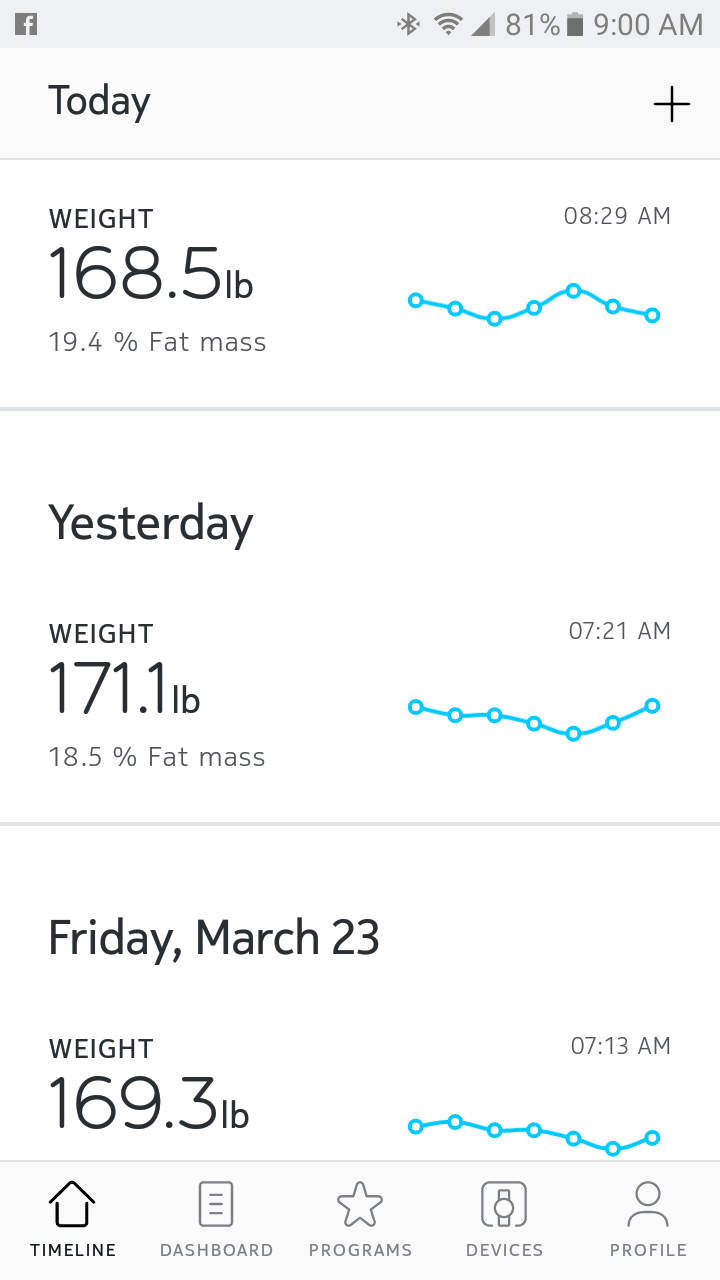 81% 9:00 AM
Today
WEIGHT 08:29 AM
168.5lb
19.4 % Fat mass
Yesterday
WEIGHT 07:21 AM
171.1lb
18.5 % Fat mass
Friday, March 23
WEIGHT 07:13 AM
169.3lb
TIMELINE DASHBOARD PROGRAMS DEVICES PROFILE